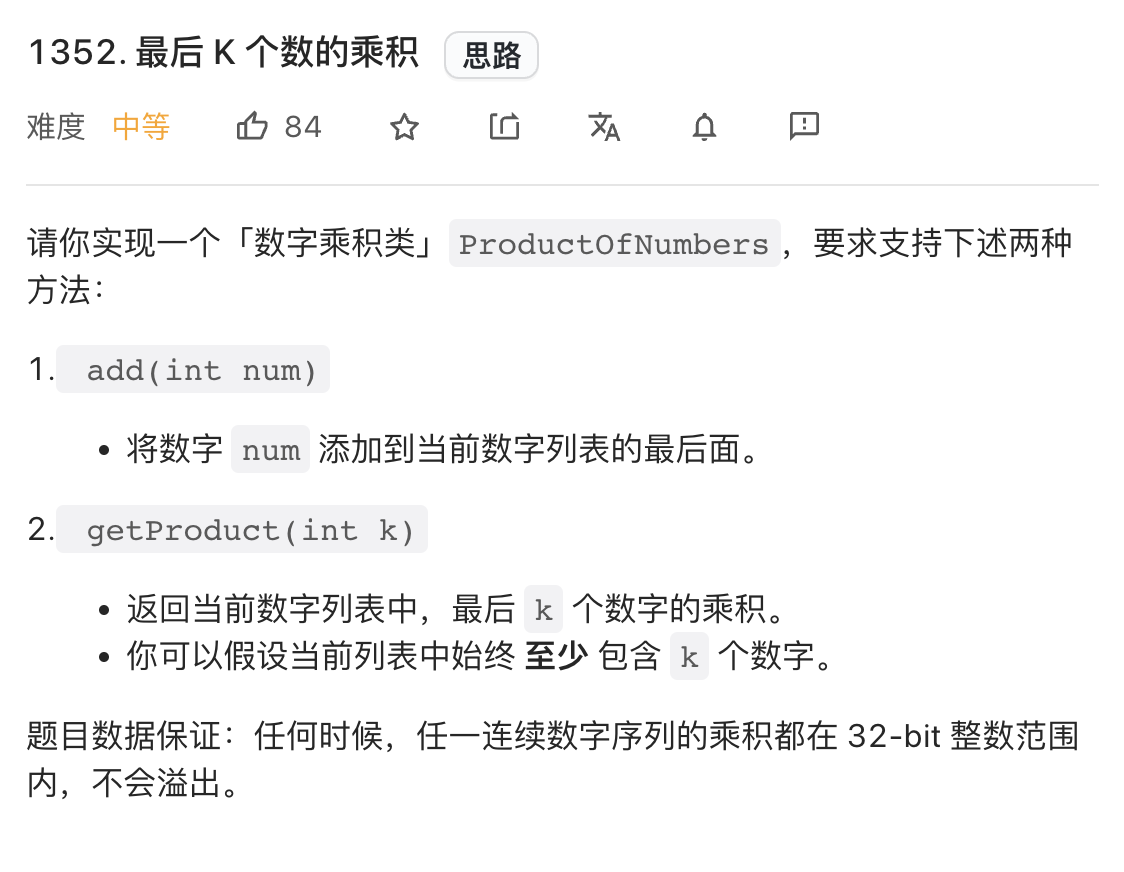 1352. 最后 K 个数的乘积 思路
难度 中等 84
请你实现一个「数字乘积类」ProductOfNumbers，要求支持下述两种
方法：
1. add(int num)
• 将数字 num 添加到当前数字列表的最后面。
2. getProduct(int k)
• 返回当前数字列表中，最后 k 个数字的乘积。
• 你可以假设当前列表中始终 至少 包含 k 个数字。
题目数据保证：任何时候，任一连续数字序列的乘积都在 32-bit 整数范围
内，不会溢出。